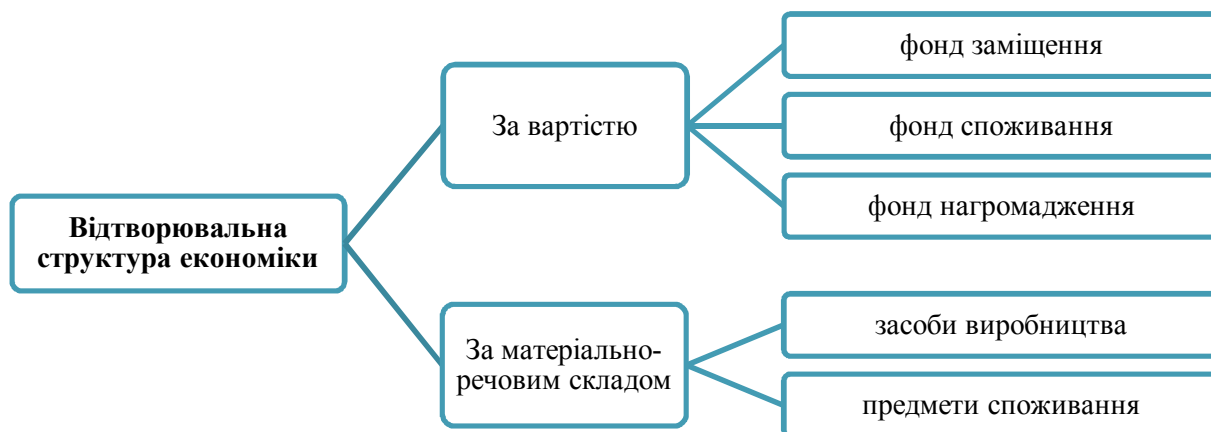 Відтворювальна
структура економіки
За вартістю
фонд заміщення
фонд споживання
фонд нагромадження
За матеріально-
речовим складом
засоби виробництва
предмети споживання